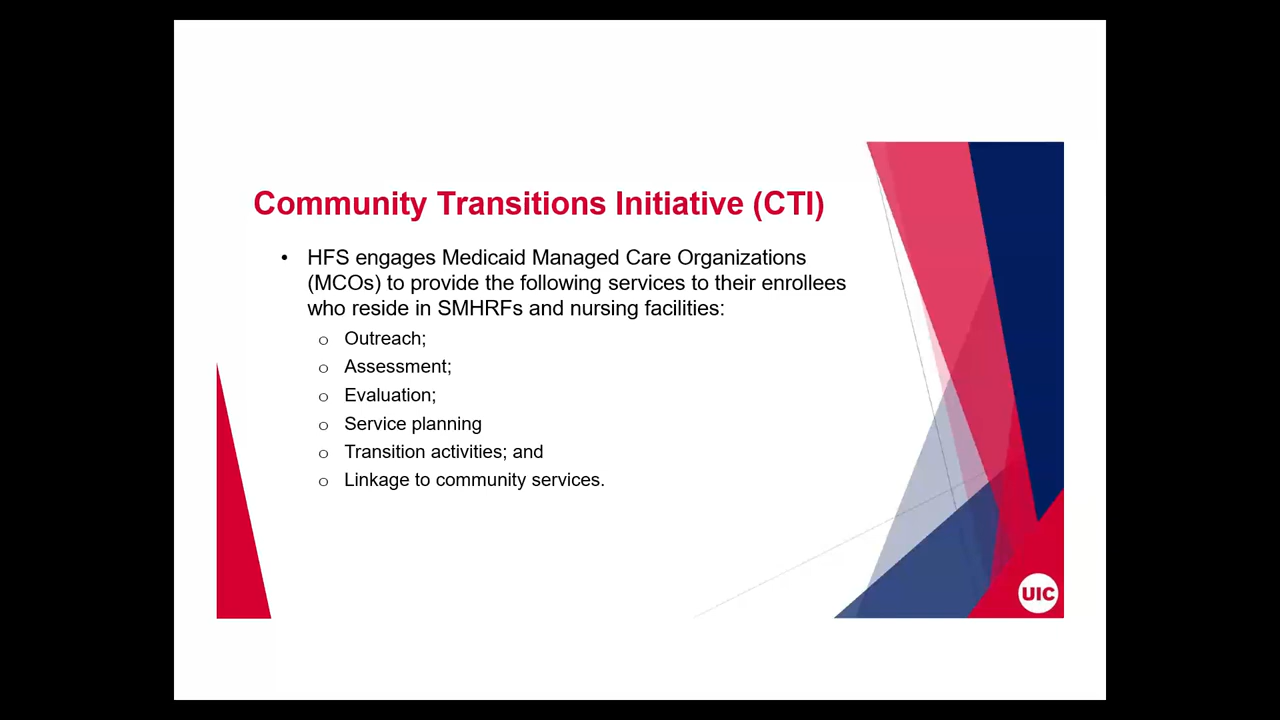 Community Transitions Initiative (CTI)
• HFS engages Medicaid Managed Care Organizations
(MCOs) to provide the following services to their enrollees
who reside in SMHRFs and nursing facilities:
o Outreach;
o Assessment;
o Evaluation;
o Service planning
o Transition activities; and
o Linkage to community services.
UIC